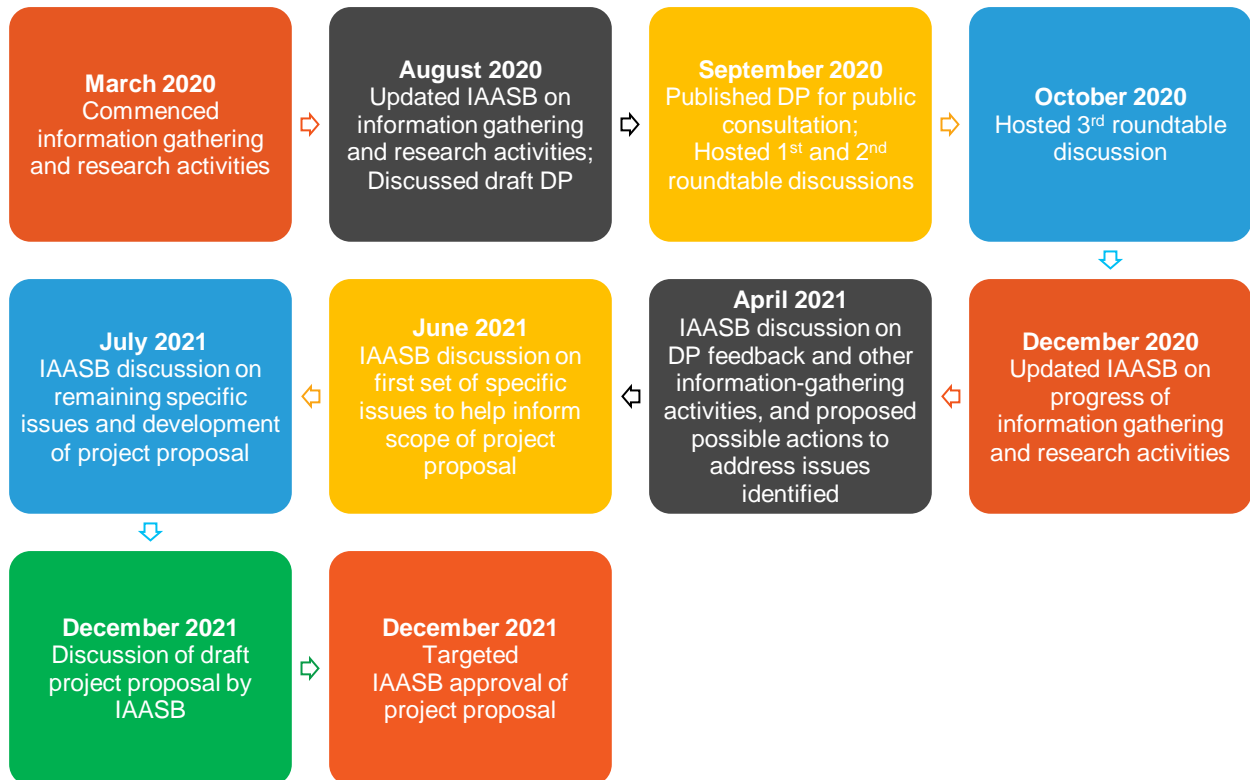 March 2020
Commenced
information gathering
and research activities
August 2020
Updated IAASB on
information gathering
and research activities;
Discussed draft DP
September 2020
Published DP for public
consultation;
Hosted 1st and 2nd
roundtable discussions
October 2020
Hosted 3rd roundtable
discussion
December 2020
Updated IAASB on
progress of
information gathering
and research activities
April 2021
IAASB discussion on
DP feedback and other
information-gathering
activities, and proposed
possible actions to
address issues
identified
June 2021
IAASB discussion on
first set of specific
issues to help inform
scope of project
proposal
July 2021
IAASB discussion on
remaining specific
issues and development
of project proposal
December 2021
Discussion of draft
project proposal by
IAASB
December 2021
Targeted
IAASB approval of
project proposal